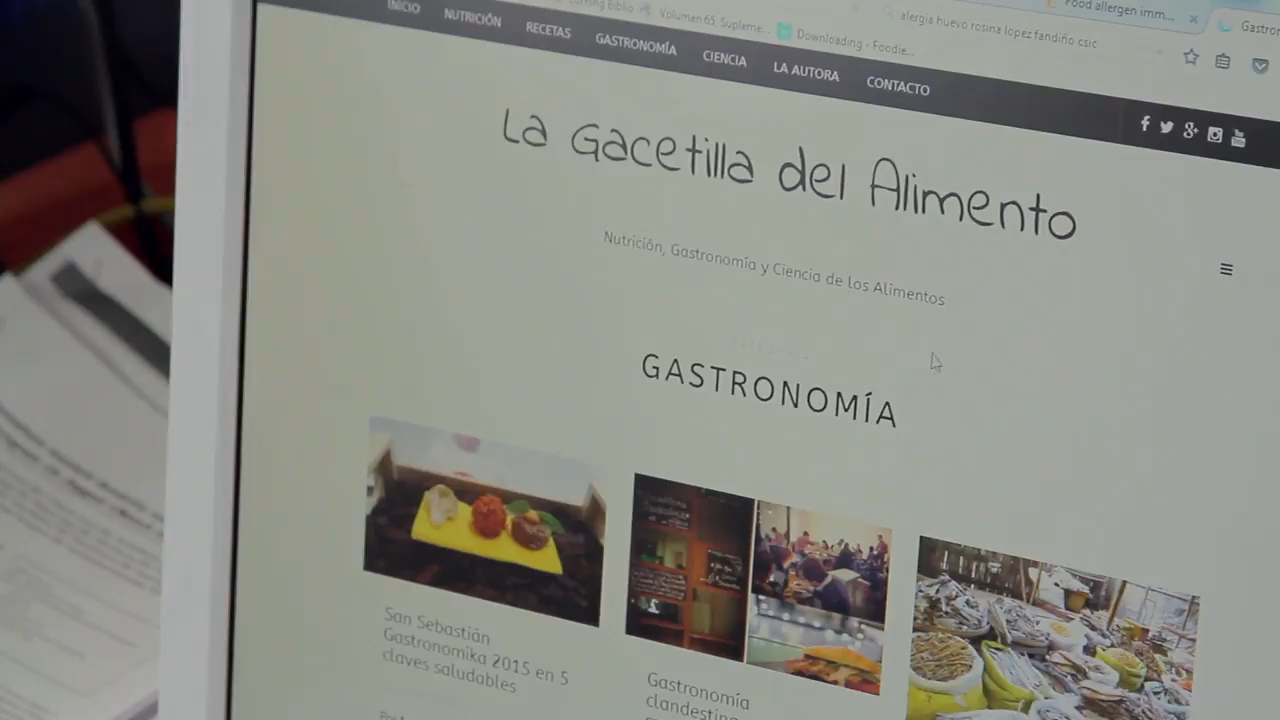 Food allergen imm...
Volumen 65, Supleme...
Downloading - Foodie...
alergia huevo rosina lopez fandiño csic
INICIO NUTRICIÓN RECETAS GASTRONOMÍA CIENCIA LA AUTORA CONTACTO
La Gacetilla del Alimento
Nutrición, Gastronomía y Ciencia de los Alimentos
GASTRONOMÍA
San Sebastián
Gastronomika 2015 en 5
claves saludables
Gastronomía